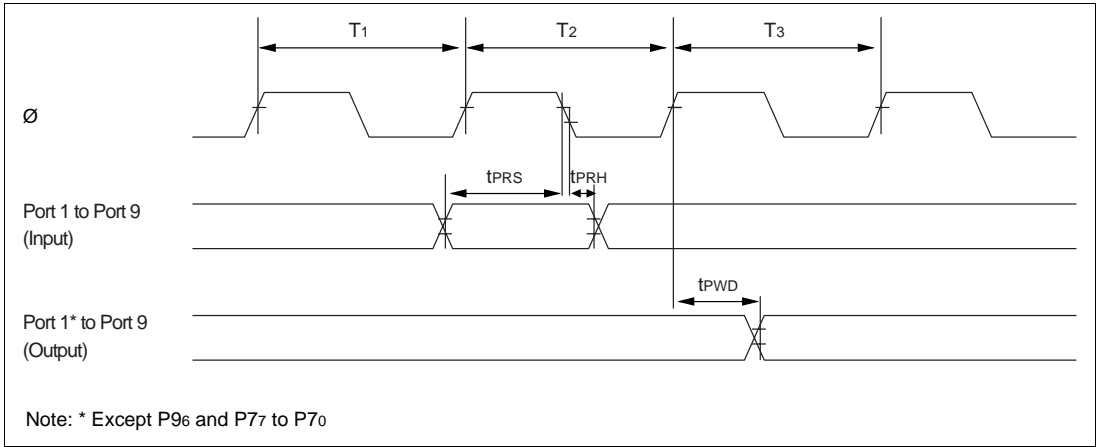 T1 T2 T3
Ø
tPRS tPRH
Port 1 to Port 9
(Input)
tPWD
Port 1* to Port 9
(Output)
Note: * Except P96 and P77 to P70